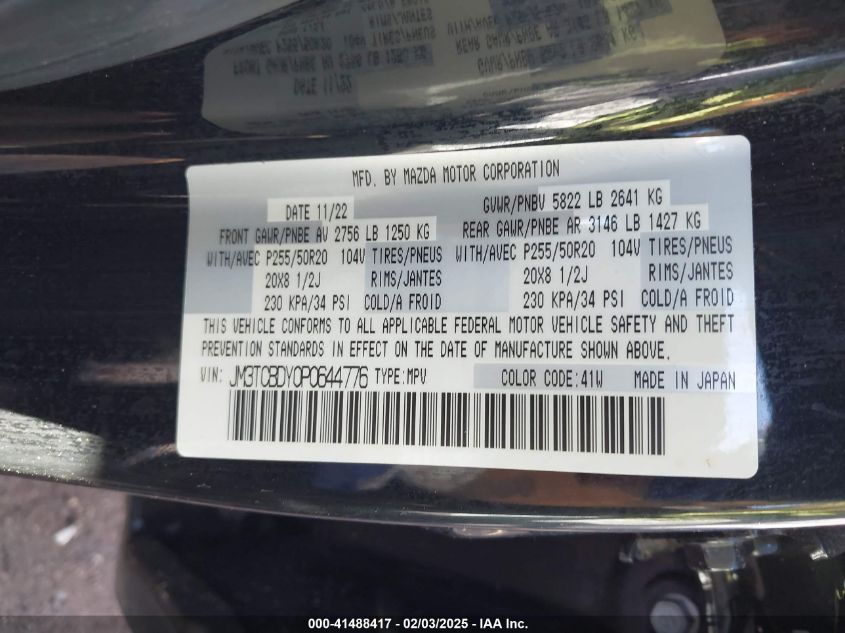 MFD. BY MAZDA MOTOR CORPORATION
DATE 11/22 GVWR/PNBV 5822 LB 2641 KG
FRONT GAWR/PNBE AV 2756 LB 1250 KG REAR GAWR/PNBE AR 3146 LB 1427 KG
WITH/AVEC P255/50R20 104V TIRES/PNEUS WITH/AVEC P255/50R20 104V TIRES/PNEUS
20X8 1/2J RIMS/JANTES 20X8 1/2J RIMS/JANTES
230 KPA/34 PSI COLD/A FROID 230 KPA/34 PSI COLD/A FROID
THIS VEHICLE CONFORMS TO ALL APPLICABLE FEDERAL MOTOR VEHICLE SAFETY AND THEFT
PREVENTION STANDARDS IN EFFECT ON THE DATE OF MANUFACTURE SHOWN ABOVE.
VIN: JM3TCBDY0P0644776 TYPE:MPV COLOR CODE:41W MADE IN JAPAN
000-41488417 - 02/03/2025 - IAA Inc.